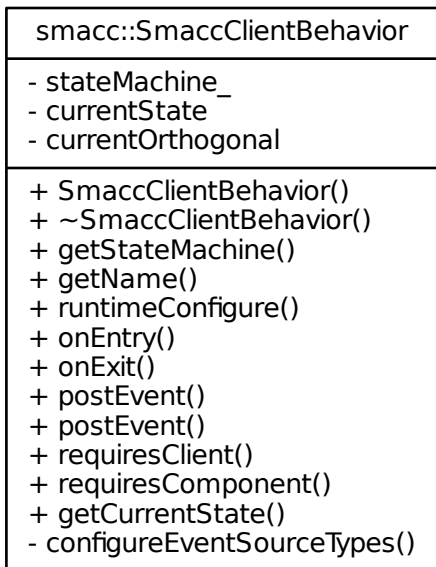 smacc::SmaccClientBehavior
- stateMachine_
- currentState
- currentOrthogonal
+ SmaccClientBehavior()
+ ~SmaccClientBehavior()
+ getStateMachine()
+ getName()
+ runtimeConfigure()
+ onEntry()
+ onExit()
+ postEvent()
+ postEvent()
+ requiresClient()
+ requiresComponent()
+ getCurrentState()
- configureEventSourceTypes()